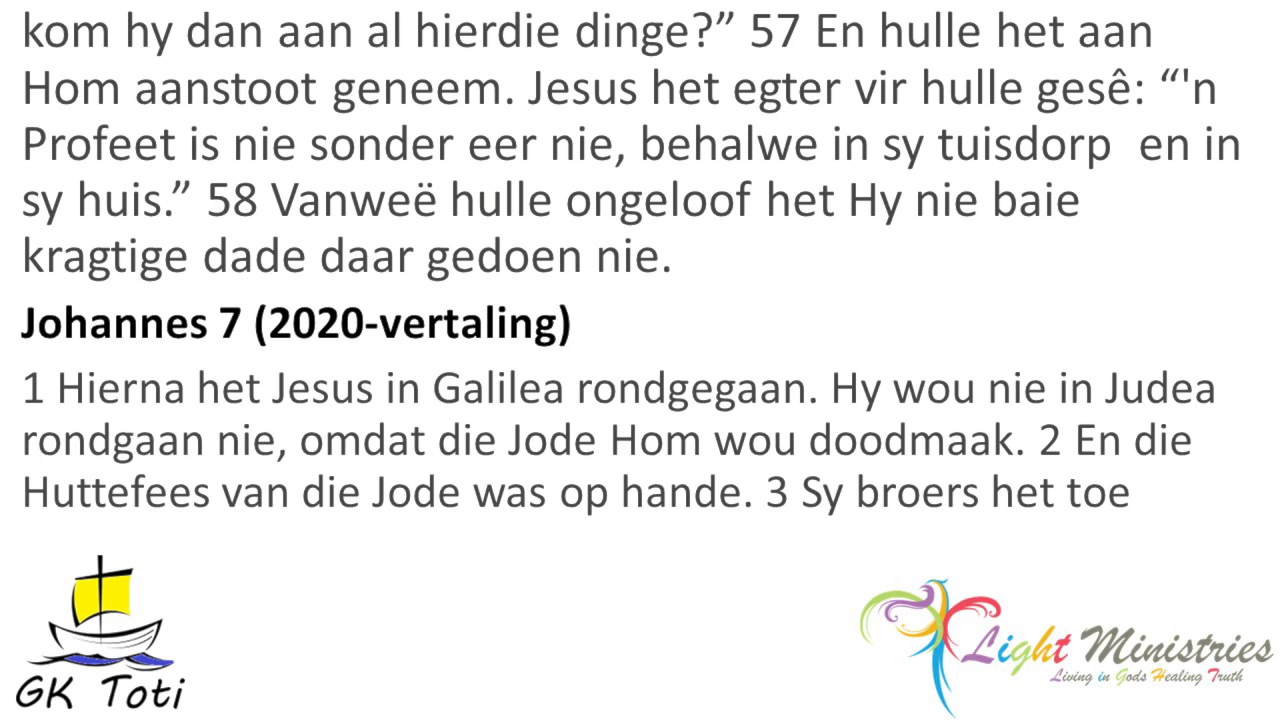 kom hy dan aan al hierdie dinge?” 57 En hulle het aan
Hom aanstoot geneem. Jesus het egter vir hulle gesê: “'n
Profeet is nie sonder eer nie, behalwe in sy tuisdorp  en in
sy huis.” 58 Vanweë hulle ongeloof het Hy nie baie
kragtige dade daar gedoen nie.
Johannes 7 (2020-vertaling)
1 Hierna het Jesus in Galilea rondgegaan. Hy wou nie in Judea
rondgaan nie, omdat die Jode Hom wou doodmaak. 2 En die
Huttefees van die Jode was op hande. 3 Sy broers het toe
GK Toti
Light Ministries
Living in Gods Healing Truth